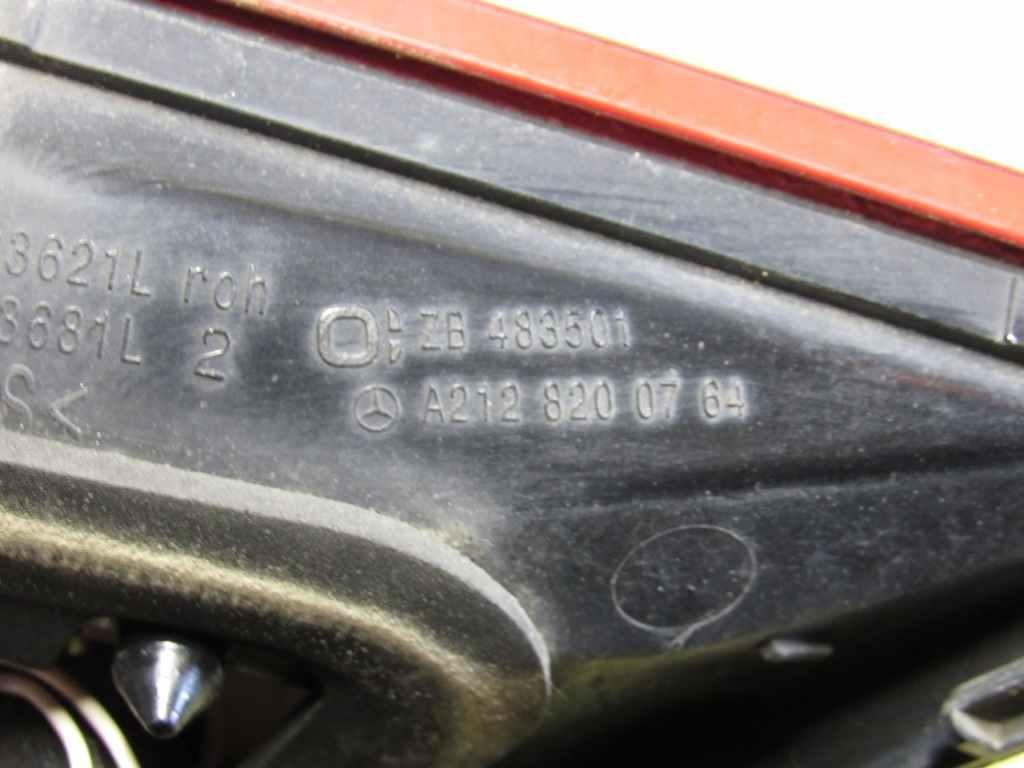 3621L roh
3681L 2
S<
ZB 483501
A212 820 07 64